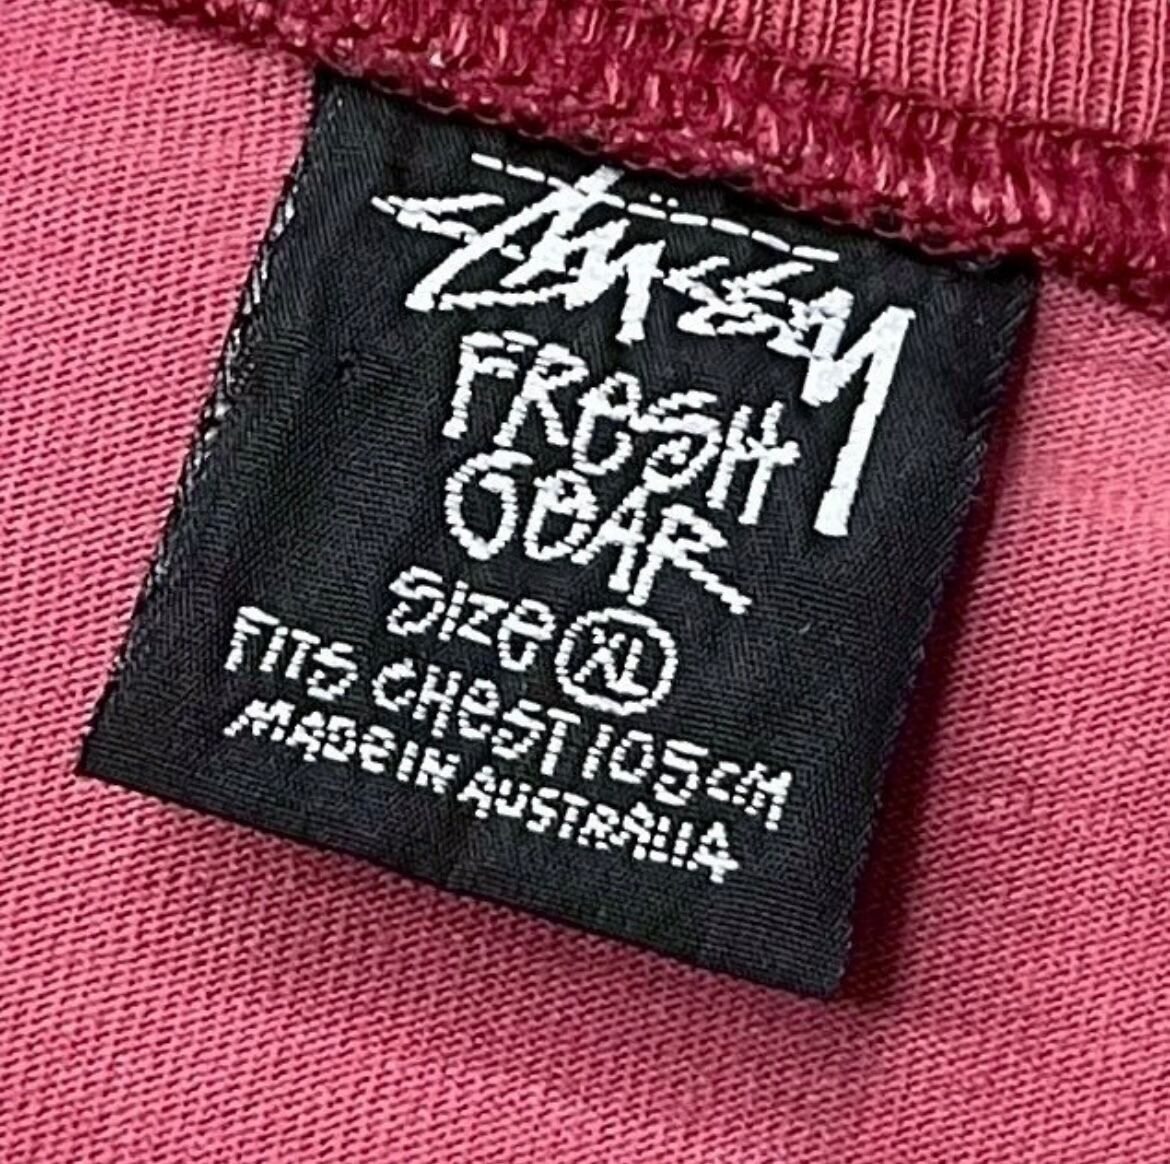 Stüssy
FResH
GeAR
Size XL
FITS CHesT 105cM
MADe IN AUSTRALIA